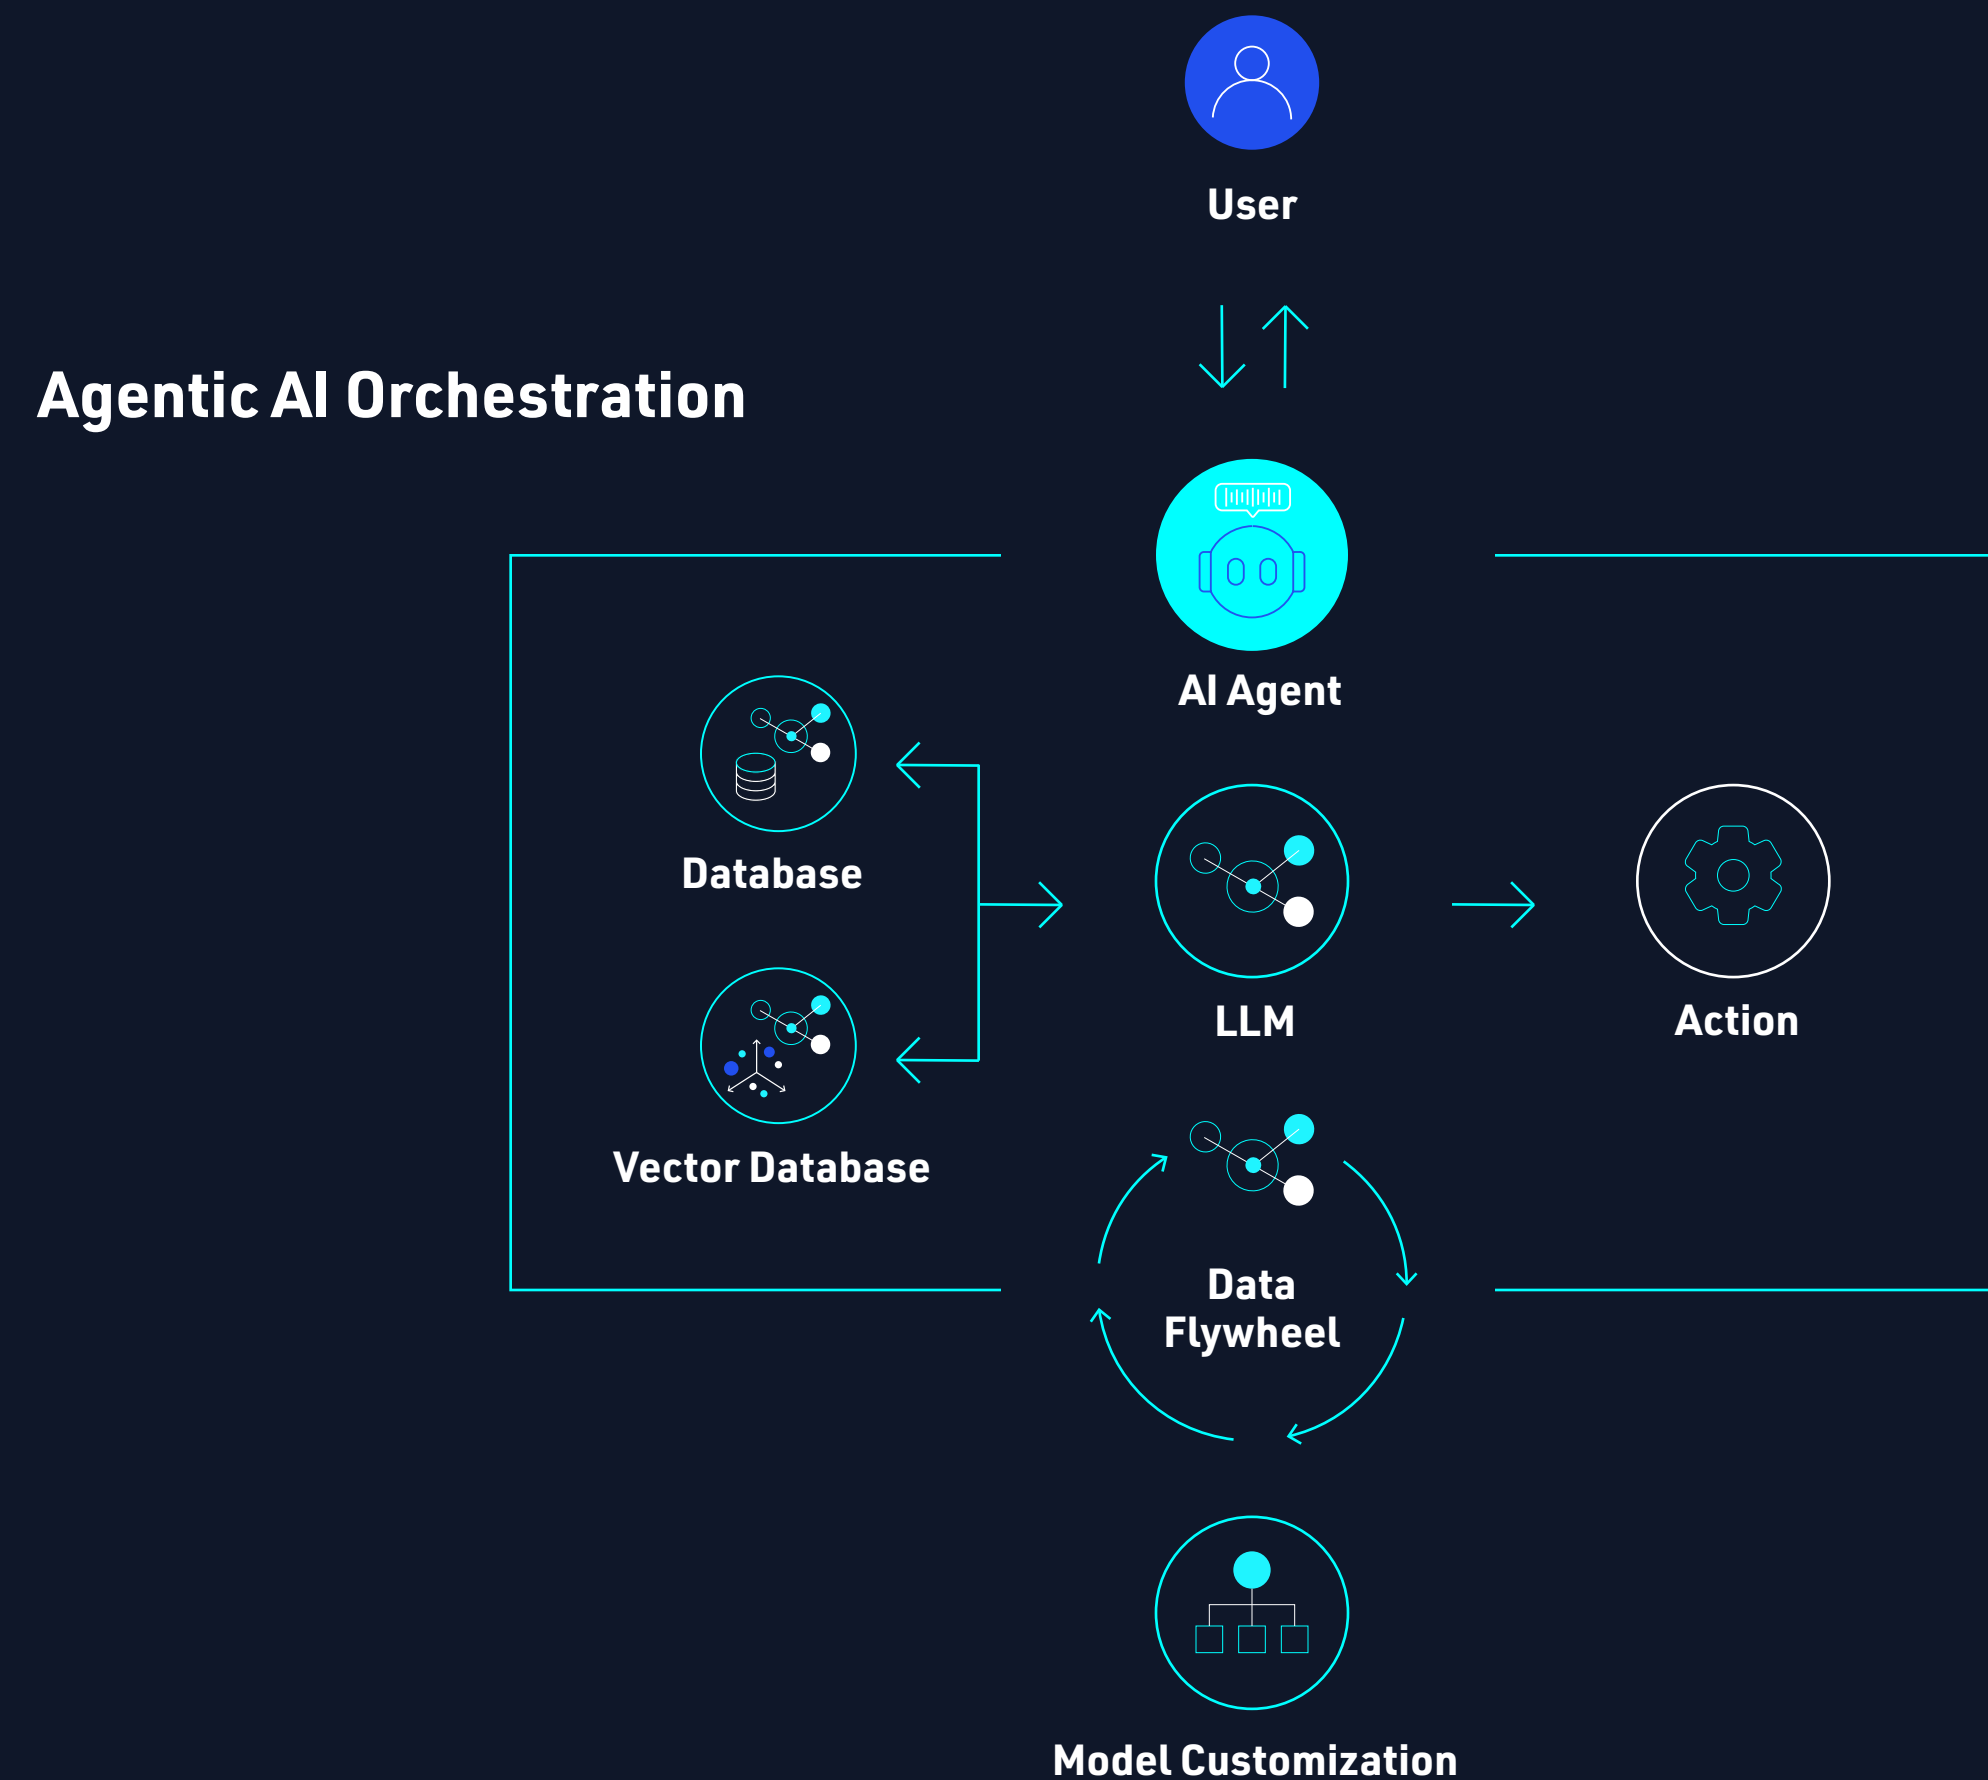 User
Agentic AI Orchestration
AI Agent
Database
LLM
Action
Vector Database
Data
Flywheel
Model Customization